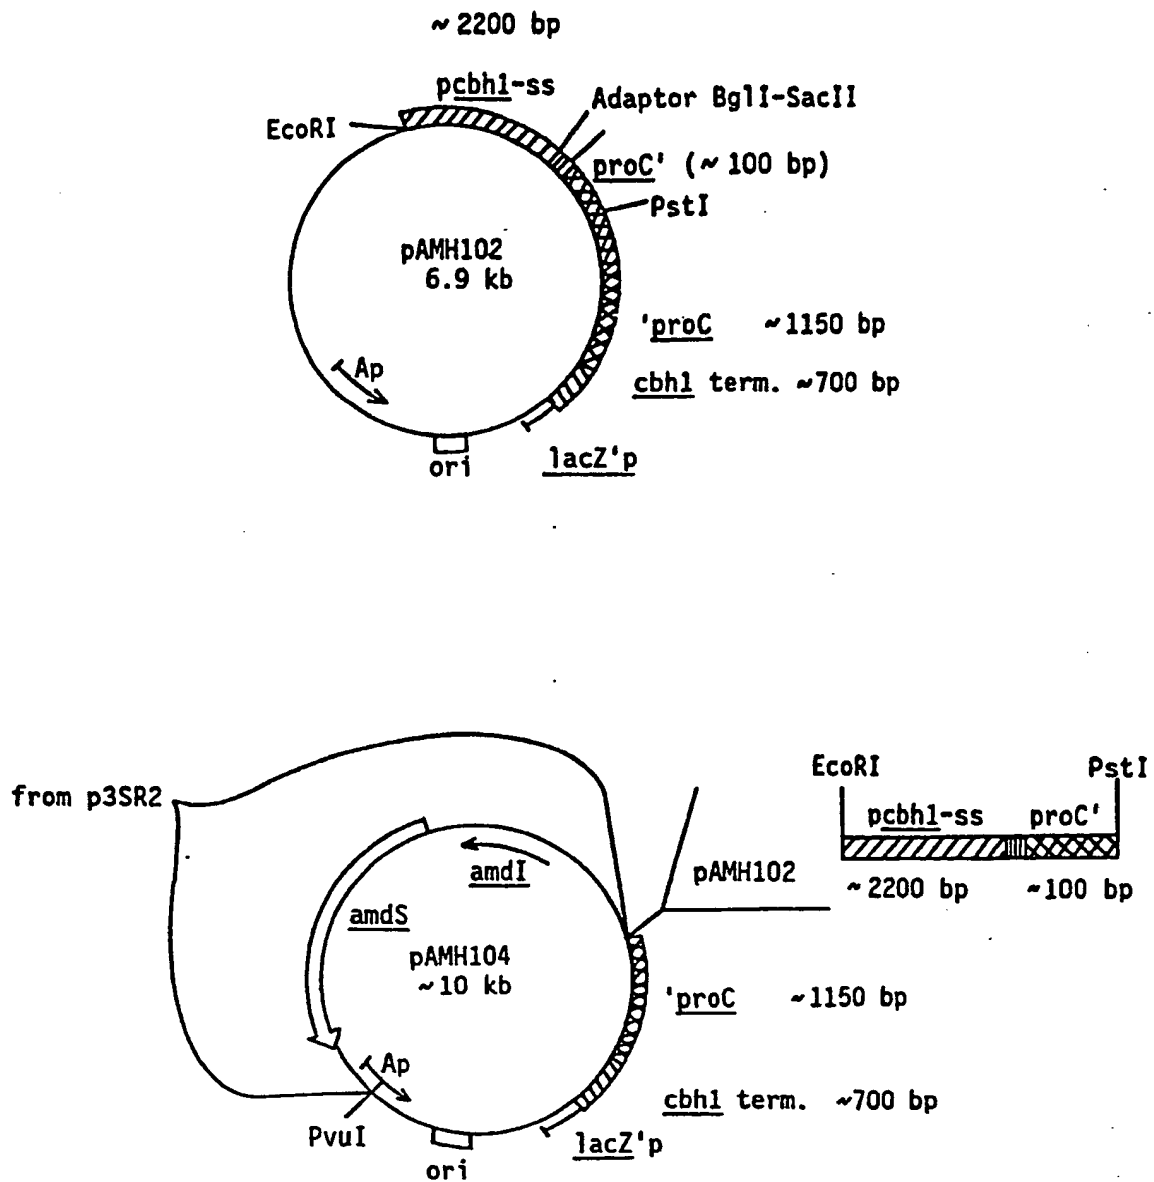 ~ 2200 bp
pcbh1-ss
Adaptor BglI-SacII
EcoRI
proC' (~ 100 bp)
PstI
pAMH102
6.9 kb
'proC ~1150 bp
Ap
cbh1 term. ~700 bp
ori
lacZ'p
EcoRI
PstI
from p3SR2
pcbh1-ss
proC'
amdI
pAMH102
~2200 bp
~100 bp
amdS
pAMH104
~10 kb
'proC ~1150 bp
Ap
cbh1 term. ~700 bp
PvuI
lacZ'p
ori